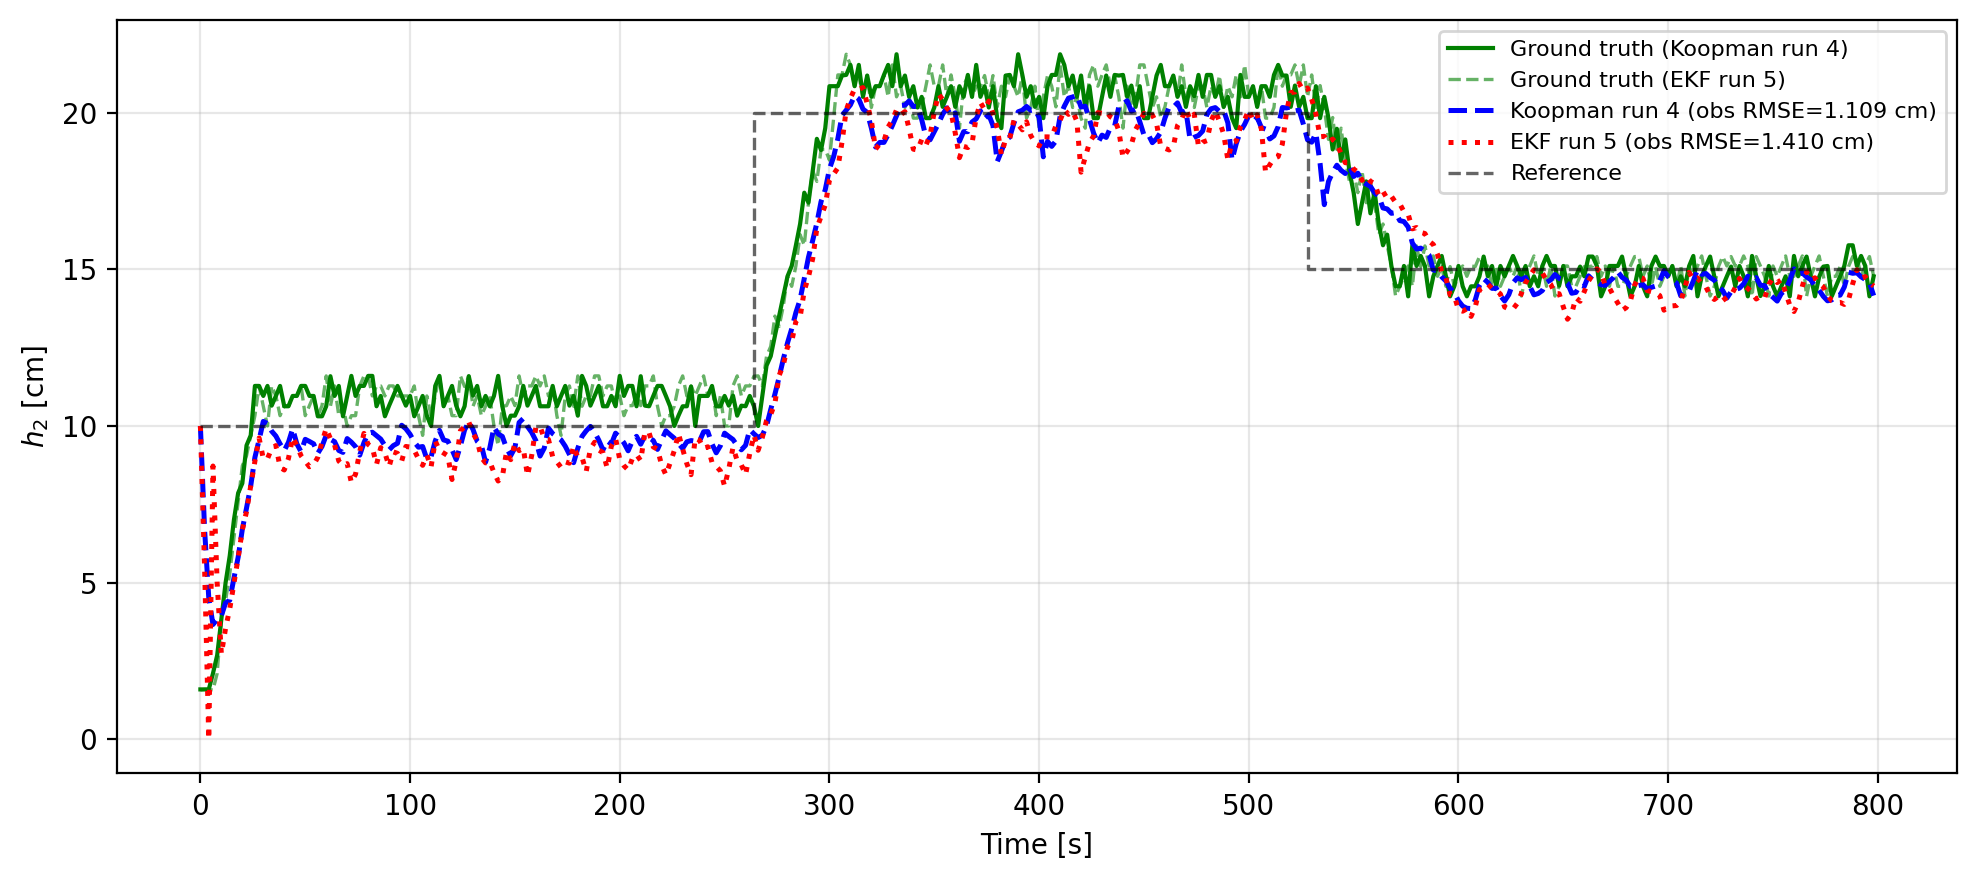 Ground truth (Koopman run 4)
Ground truth (EKF run 5)
Koopman run 4 (obs RMSE=1.109 cm)
EKF run 5 (obs RMSE=1.410 cm)
Reference
h₂ [cm]
20
15
10
5
0
0 100 200 300 400 500 600 700 800
Time [s]